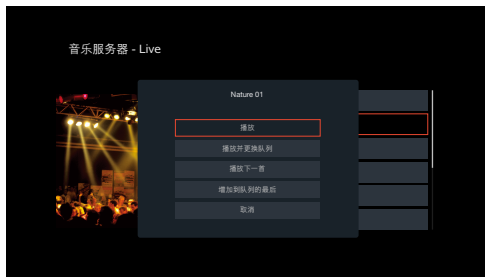 音乐服务器 - Live
Nature 01
播放
播放并更换队列
播放下一首
增加到队列的最后
取消